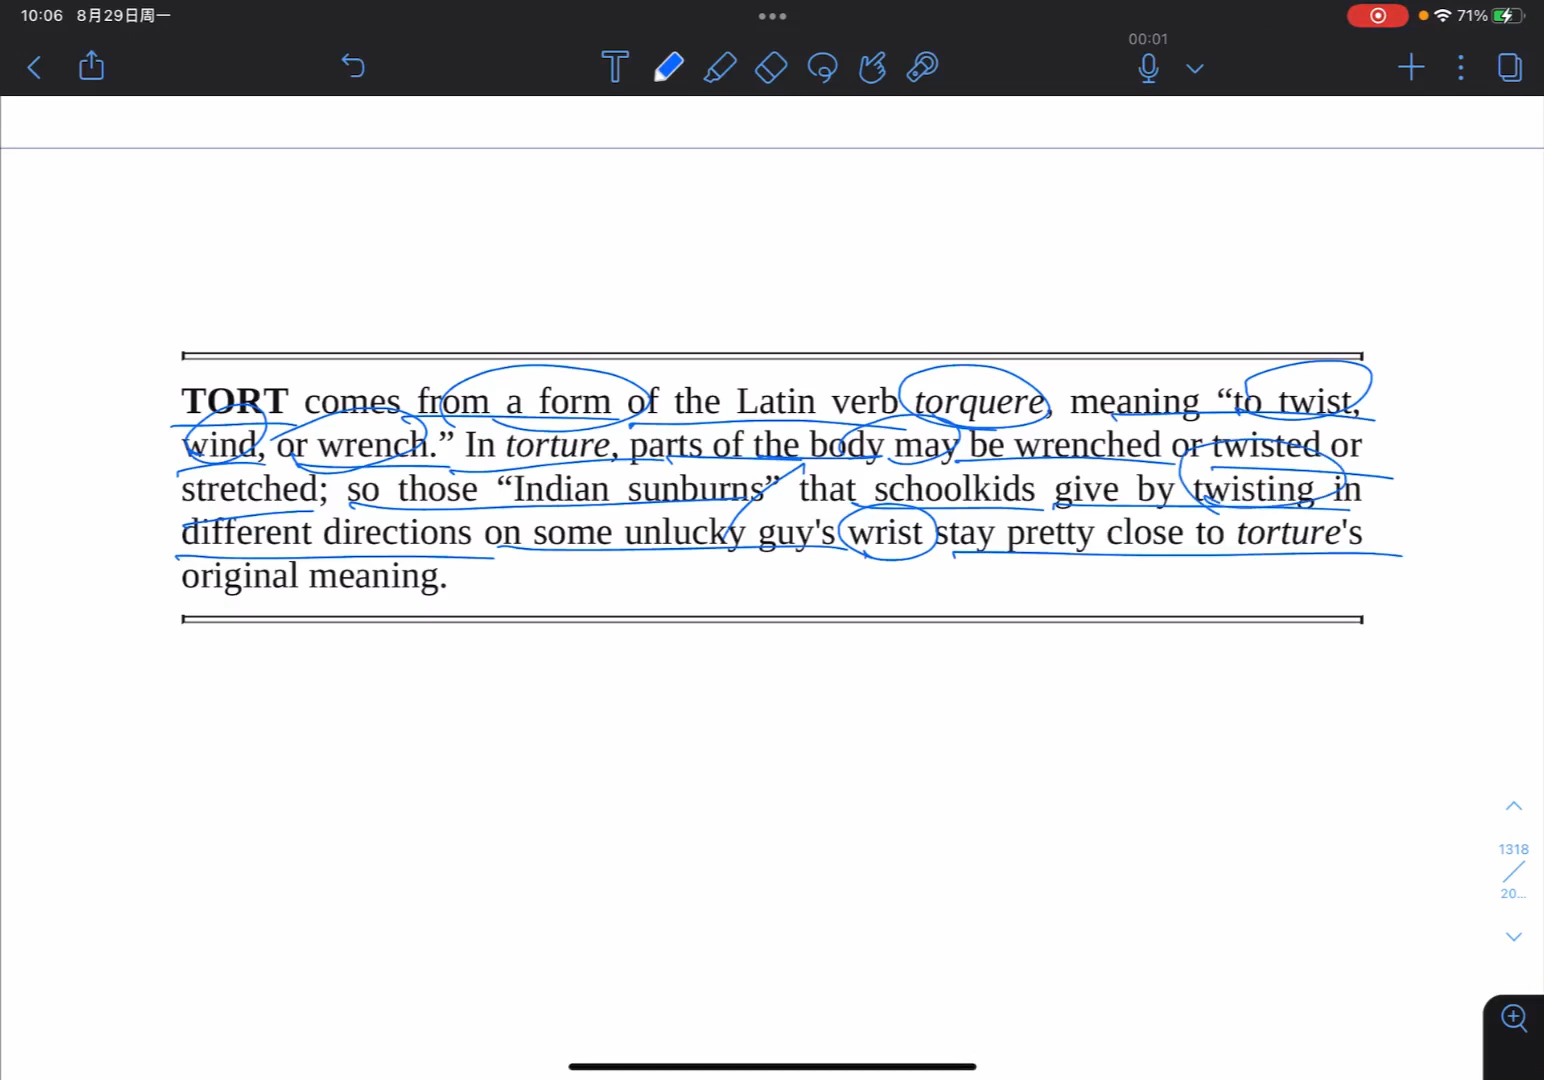 10:06 8月29日周一
71%
00:01
TORT comes from a form of the Latin verb torquere, meaning “to twist,
wind, or wrench.” In torture, parts of the body may be wrenched or twisted or
stretched; so those “Indian sunburns” that schoolkids give by twisting in
different directions on some unlucky guy's wrist stay pretty close to torture's
original meaning.
1318
20...